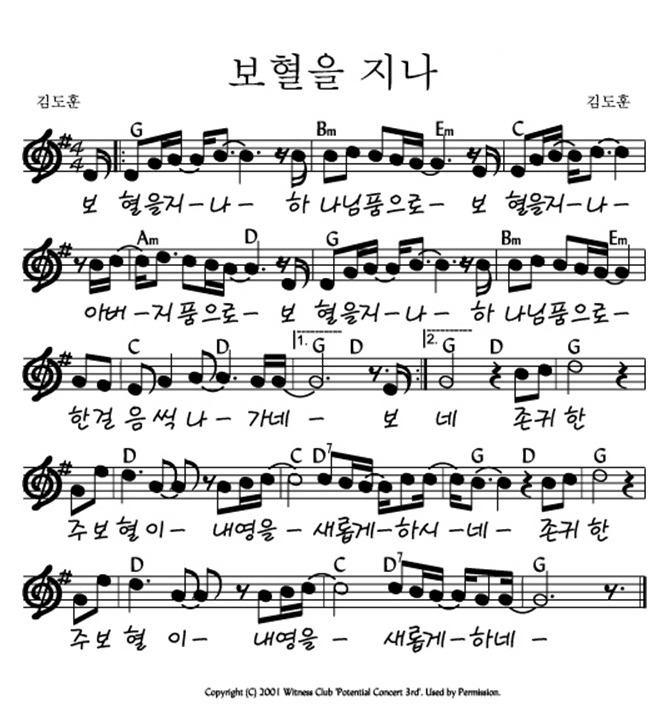 보혈을 지나
김도훈 김도훈
G Bm Em C
보 혈을지-나- 하 나님품으로- 보 혈을지-나-
Am D G Bm Em
아버-지품으로- 보 혈을지-나- 하 나님품으로-
C D 1. G D 2. G D G
한걸 음씩 나- 가네- 보 네 존귀 한
D C D7 G D G
주보 혈이- 내영을- 새롭게-하시-네- 존귀 한
D C D7 G
주보 혈 이- 내영을- 새롭게-하네-
Copyright (C) 2001 Witness Club 'Potential Concert 3rd'. Used by Permission.